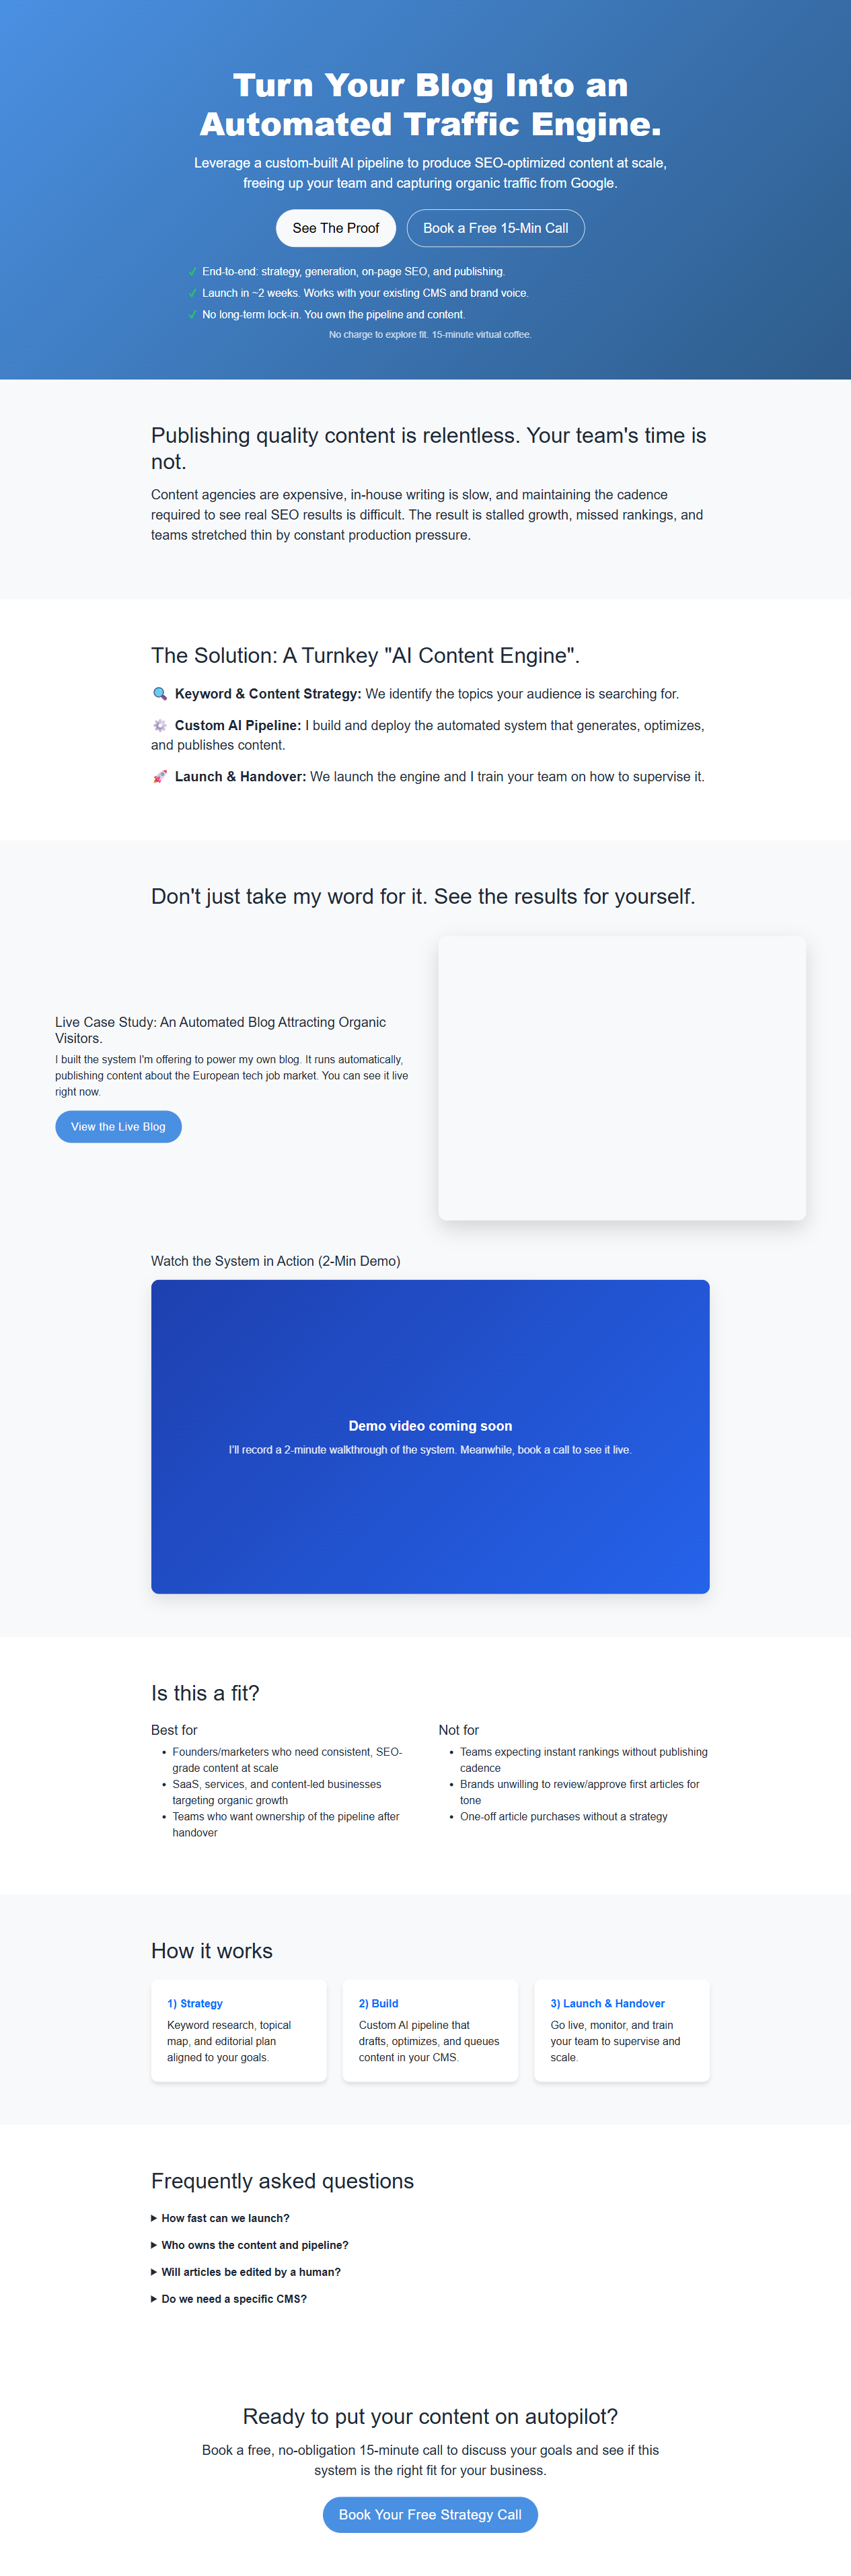 Turn Your Blog Into an
Automated Traffic Engine.
Leverage a custom-built AI pipeline to produce SEO-optimized content at scale,
freeing up your team and capturing organic traffic from Google.
See The Proof
Book a Free 15-Min Call
✓ End-to-end: strategy, generation, on-page SEO, and publishing.
✓ Launch in ~2 weeks. Works with your existing CMS and brand voice.
✓ No long-term lock-in. You own the pipeline and content.
No charge to explore fit. 15-minute virtual coffee.
Publishing quality content is relentless. Your team's time is
not.
Content agencies are expensive, in-house writing is slow, and maintaining the cadence
required to see real SEO results is difficult. The result is stalled growth, missed rankings, and
teams stretched thin by constant production pressure.
The Solution: A Turnkey "AI Content Engine".
🔍 Keyword & Content Strategy: We identify the topics your audience is searching for.
⚙️ Custom AI Pipeline: I build and deploy the automated system that generates, optimizes,
and publishes content.
🚀 Launch & Handover: We launch the engine and I train your team on how to supervise it.
Don't just take my word for it. See the results for yourself.
Live Case Study: An Automated Blog Attracting Organic
Visitors.
I built the system I'm offering to power my own blog. It runs automatically,
publishing content about the European tech job market. You can see it live
right now.
View the Live Blog
Watch the System in Action (2-Min Demo)
Demo video coming soon
I'll record a 2-minute walkthrough of the system. Meanwhile, book a call to see it live.
Is this a fit?
Best for
• Founders/marketers who need consistent, SEO-
grade content at scale
• SaaS, services, and content-led businesses
targeting organic growth
• Teams who want ownership of the pipeline after
handover
Not for
• Teams expecting instant rankings without publishing
cadence
• Brands unwilling to review/approve first articles for
tone
• One-off article purchases without a strategy
How it works
1) Strategy
Keyword research, topical
map, and editorial plan
aligned to your goals.
2) Build
Custom AI pipeline that
drafts, optimizes, and queues
content in your CMS.
3) Launch & Handover
Go live, monitor, and train
your team to supervise and
scale.
Frequently asked questions
▶ How fast can we launch?
▶ Who owns the content and pipeline?
▶ Will articles be edited by a human?
▶ Do we need a specific CMS?
Ready to put your content on autopilot?
Book a free, no-obligation 15-minute call to discuss your goals and see if this
system is the right fit for your business.
Book Your Free Strategy Call